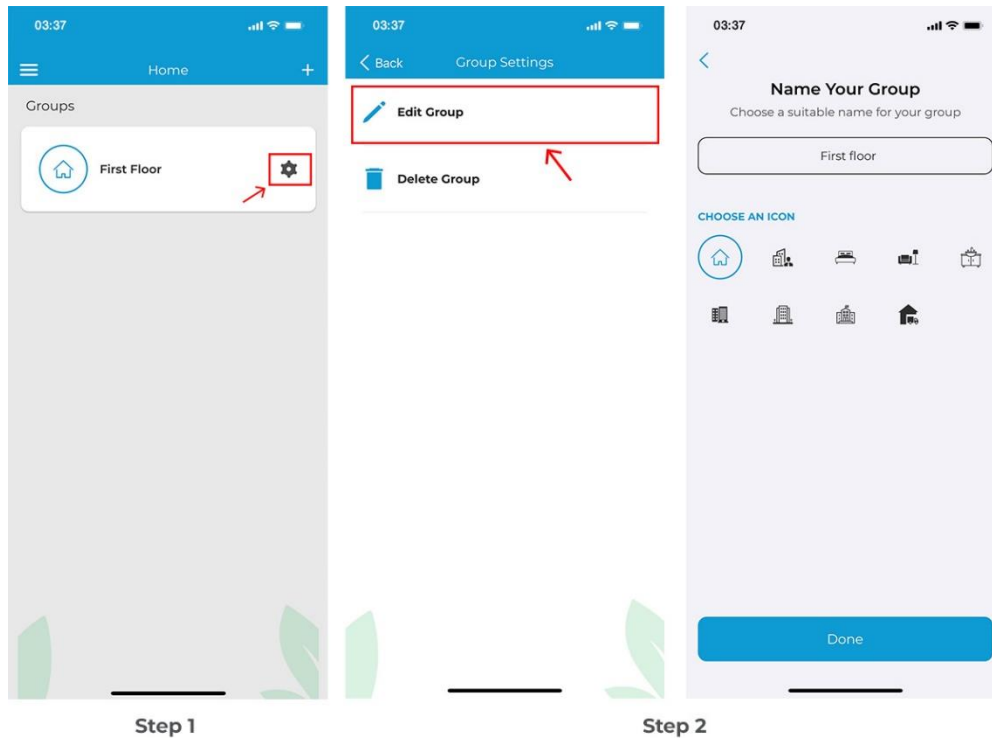 03:37
Home
Groups
First Floor
Step 1
03:37
Back Group Settings
Edit Group
Delete Group
03:37
Name Your Group
Choose a suitable name for your group
First floor
CHOOSE AN ICON
Done
Step 2